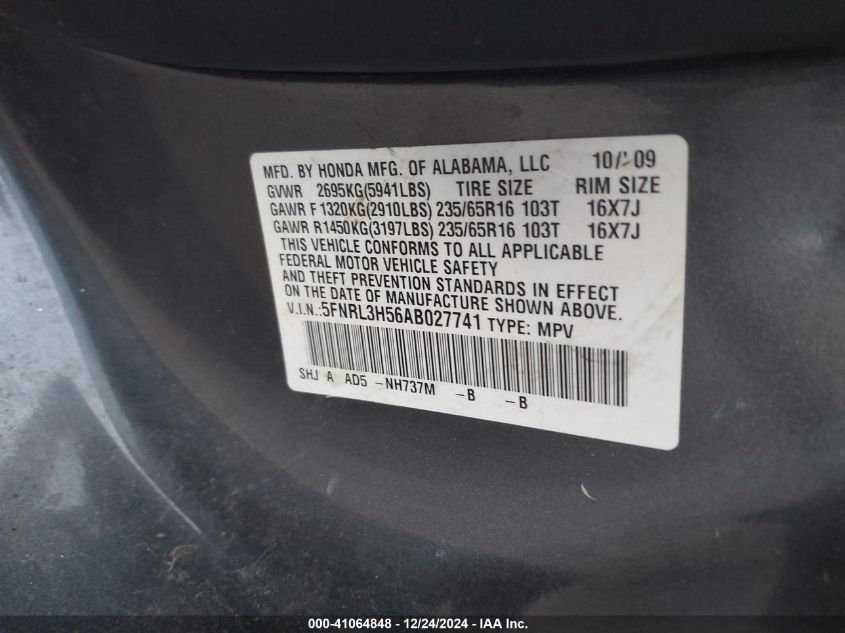 MFD. BY HONDA MFG. OF ALABAMA, LLC 10/ 09
GVWR 2695KG(5941LBS) TIRE SIZE RIM SIZE
GAWR F 1320KG(2910LBS) 235/65R16 103T 16X7J
GAWR R1450KG(3197LBS) 235/65R16 103T 16X7J
THIS VEHICLE CONFORMS TO ALL APPLICABLE
FEDERAL MOTOR VEHICLE SAFETY
AND THEFT PREVENTION STANDARDS IN EFFECT
ON THE DATE OF MANUFACTURE SHOWN ABOVE.
V.I.N.:5FNRL3H56AB027741 TYPE: MPV
SHJ A AD5 -NH737M -B -B
000-41064848 - 12/24/2024 - IAA Inc.